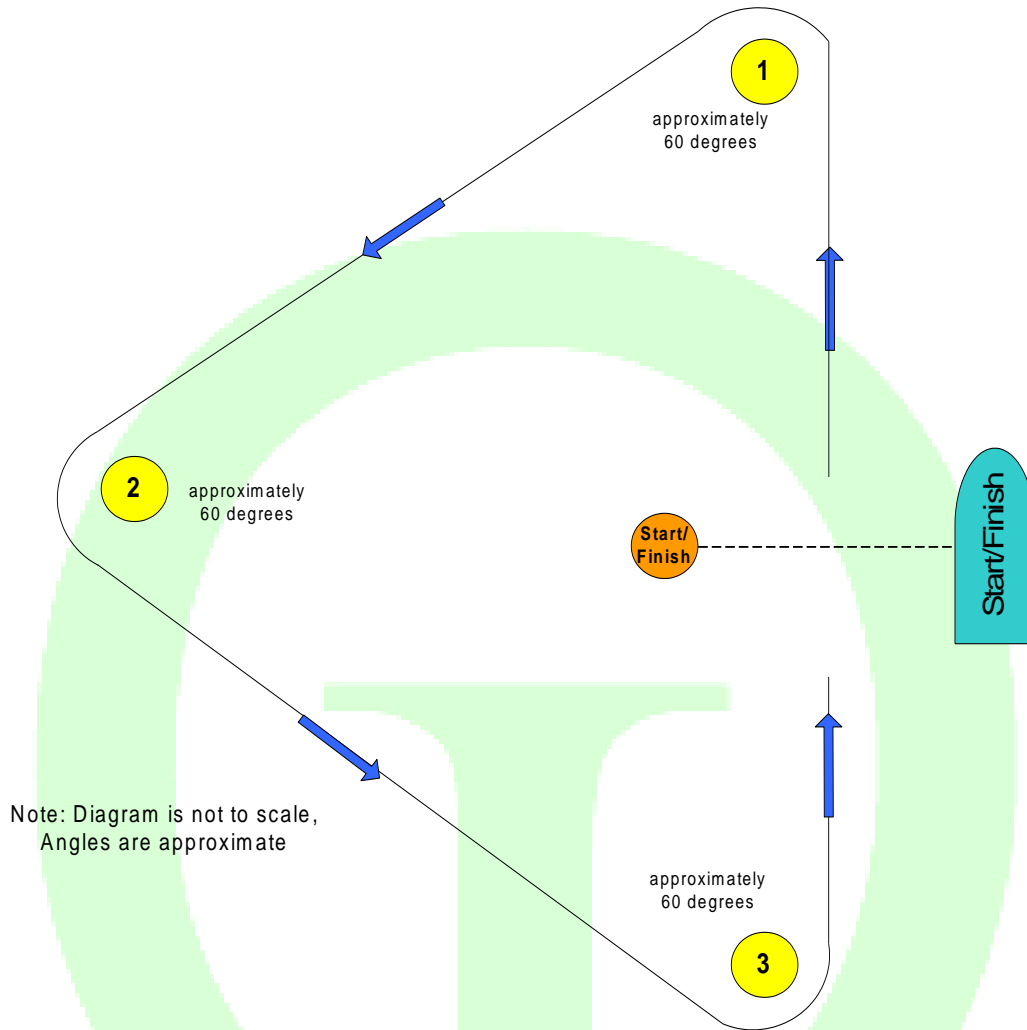 1
approximately
60 degrees
2
approximately
60 degrees
Start/
Finish
Start/Finish
Note: Diagram is not to scale,
Angles are approximate
approximately
60 degrees
3